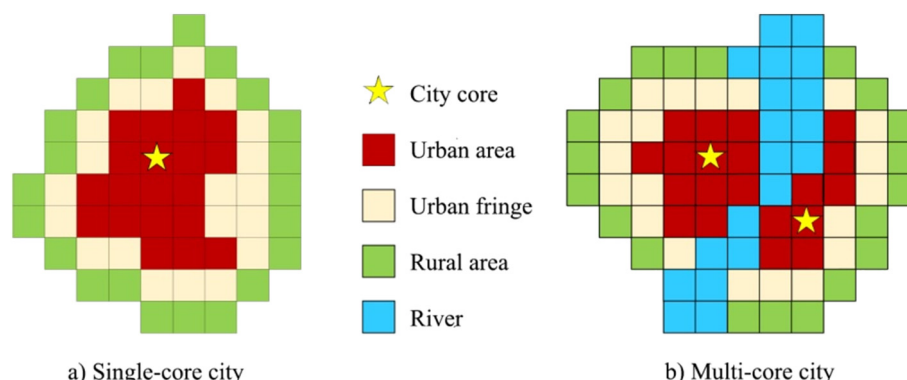 City core
Urban area
Urban fringe
Rural area
River
a) Single-core city
b) Multi-core city